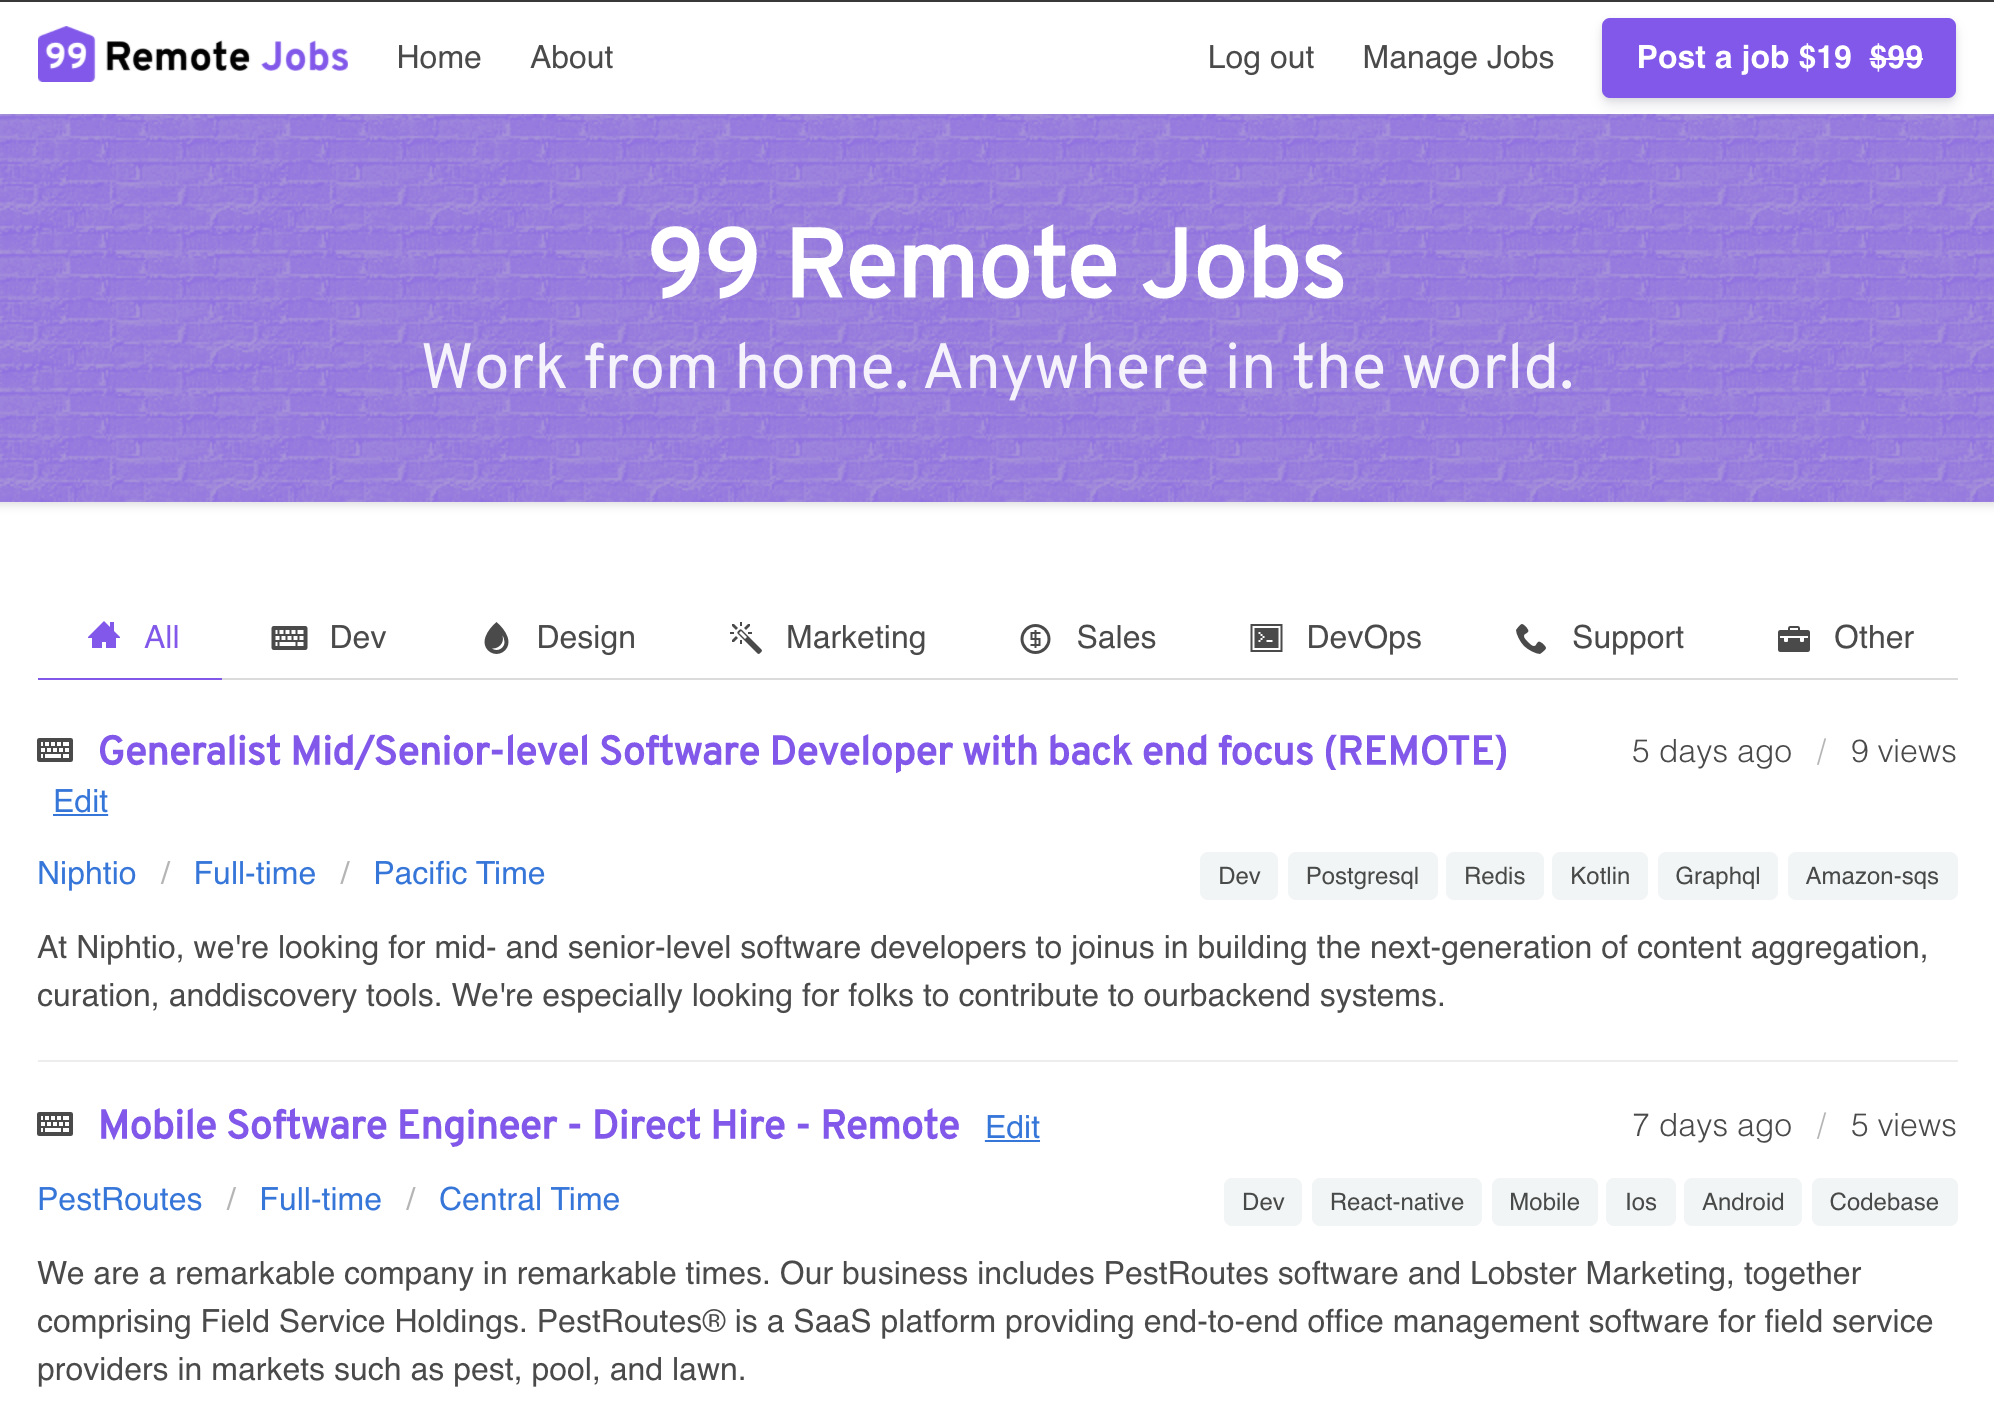 99 Remote Jobs Home About Log out Manage Jobs Post a job $19 $99
99 Remote Jobs
Work from home. Anywhere in the world.
All Dev Design Marketing Sales DevOps Support Other
Generalist Mid/Senior-level Software Developer with back end focus (REMOTE) 5 days ago / 9 views
Edit
Niphtio / Full-time / Pacific Time Dev Postgresql Redis Kotlin Graphql Amazon-sqs
At Niphtio, we're looking for mid- and senior-level software developers to joinus in building the next-generation of content aggregation,
curation, anddiscovery tools. We're especially looking for folks to contribute to ourbackend systems.
Mobile Software Engineer - Direct Hire - Remote Edit 7 days ago / 5 views
PestRoutes / Full-time / Central Time Dev React-native Mobile Ios Android Codebase
We are a remarkable company in remarkable times. Our business includes PestRoutes software and Lobster Marketing, together
comprising Field Service Holdings. PestRoutes® is a SaaS platform providing end-to-end office management software for field service
providers in markets such as pest, pool, and lawn.